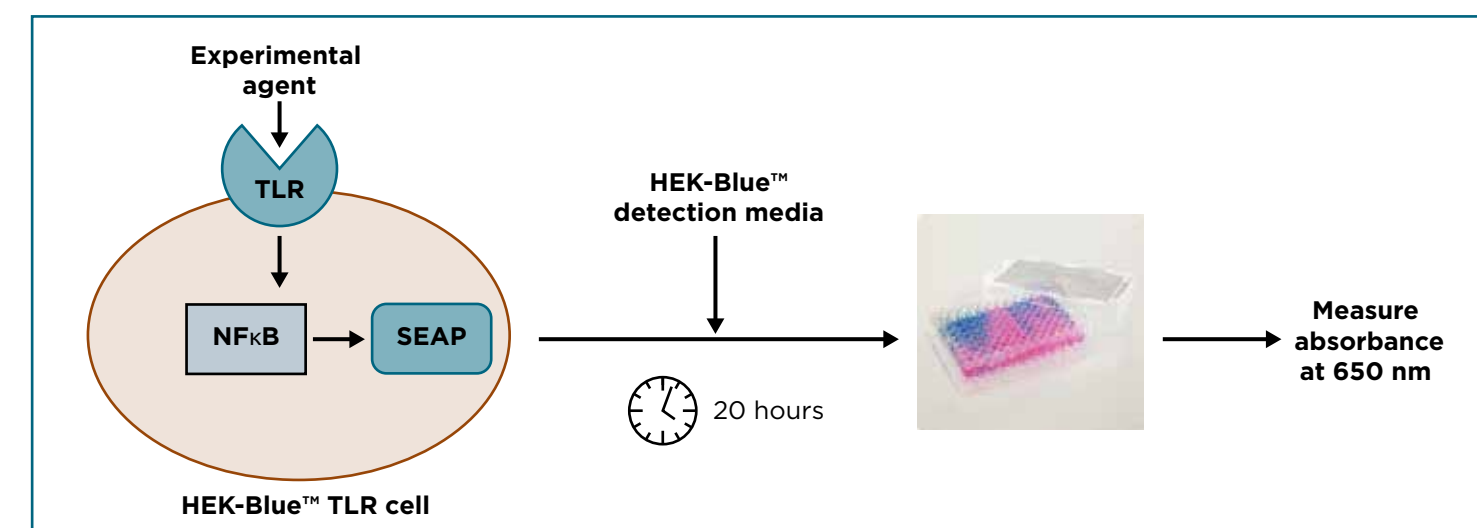 Experimental
agent
TLR
NFκB
SEAP
HEK-Blue™ TLR cell
HEK-Blue™
detection media
20 hours
Measure
absorbance
at 650 nm